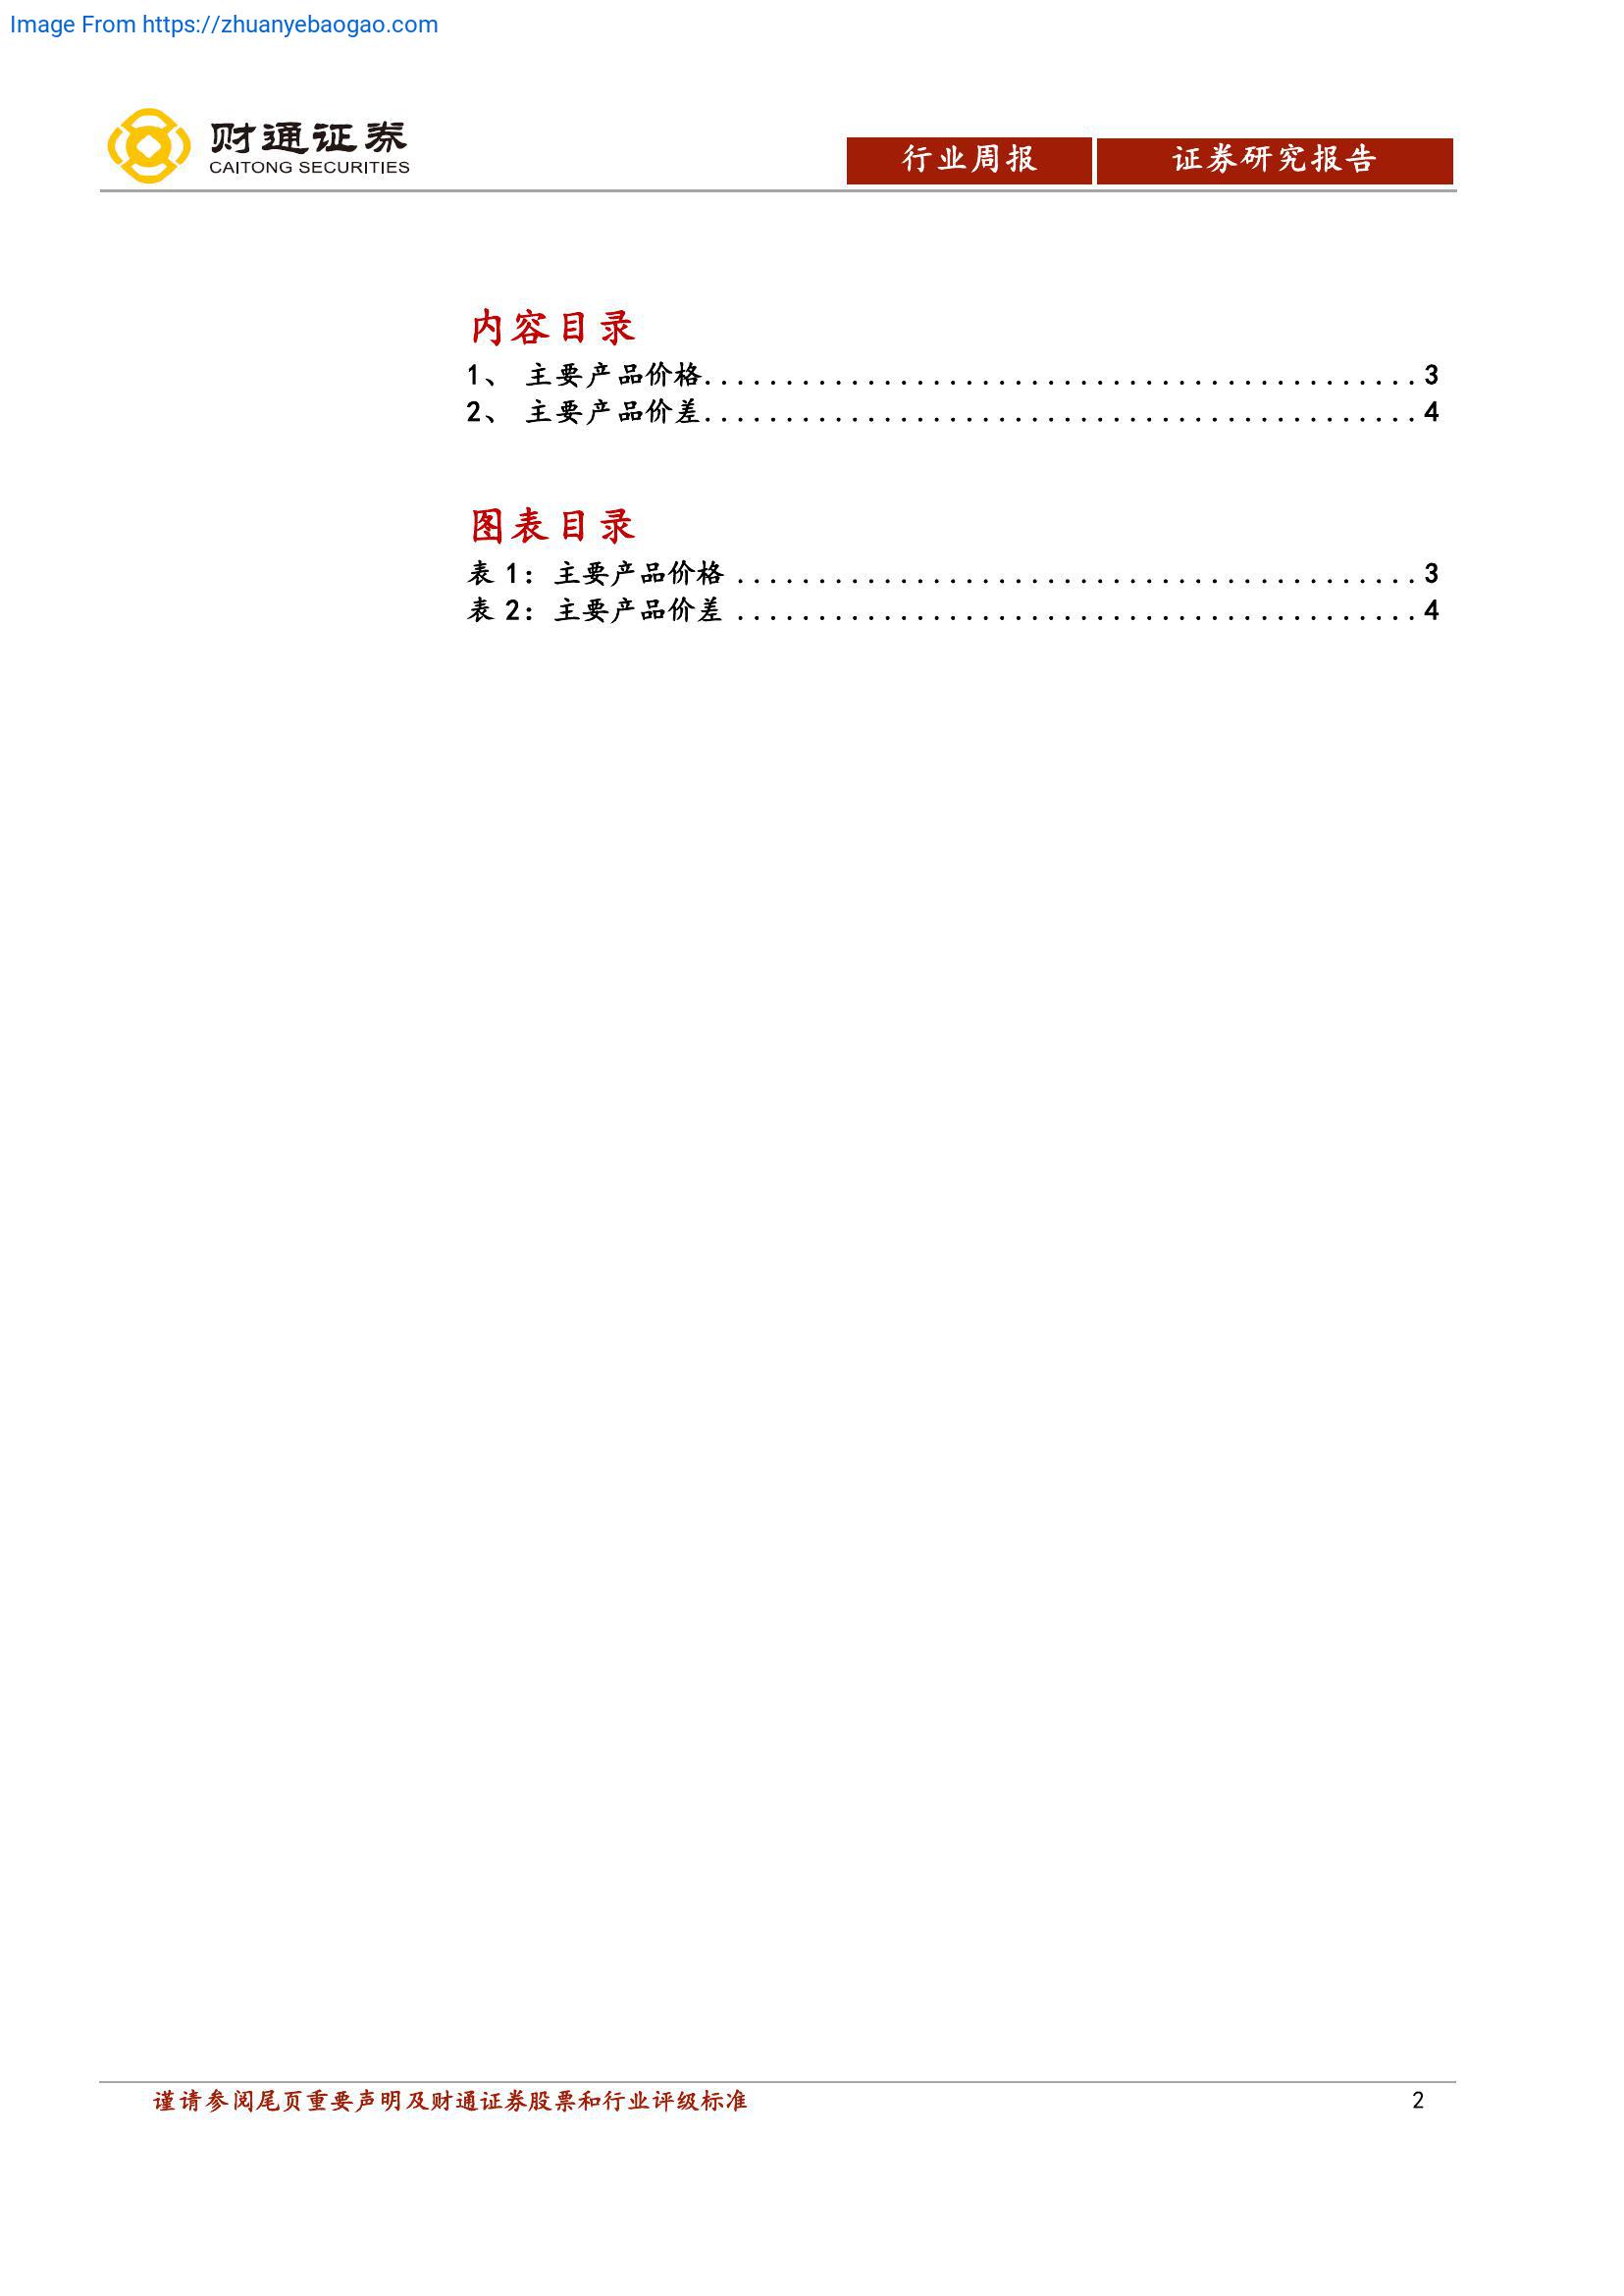 Image From https://zhuanyebaogao.com
财通证券
CAITONG SECURITIES
行业周报 证券研究报告
内容目录
1、 主要产品价格............................................3
2、 主要产品价差............................................4
图表目录
表 1：主要产品价格 ..........................................3
表 2：主要产品价差 ..........................................4
谨请参阅尾页重要声明及财通证券股票和行业评级标准 2